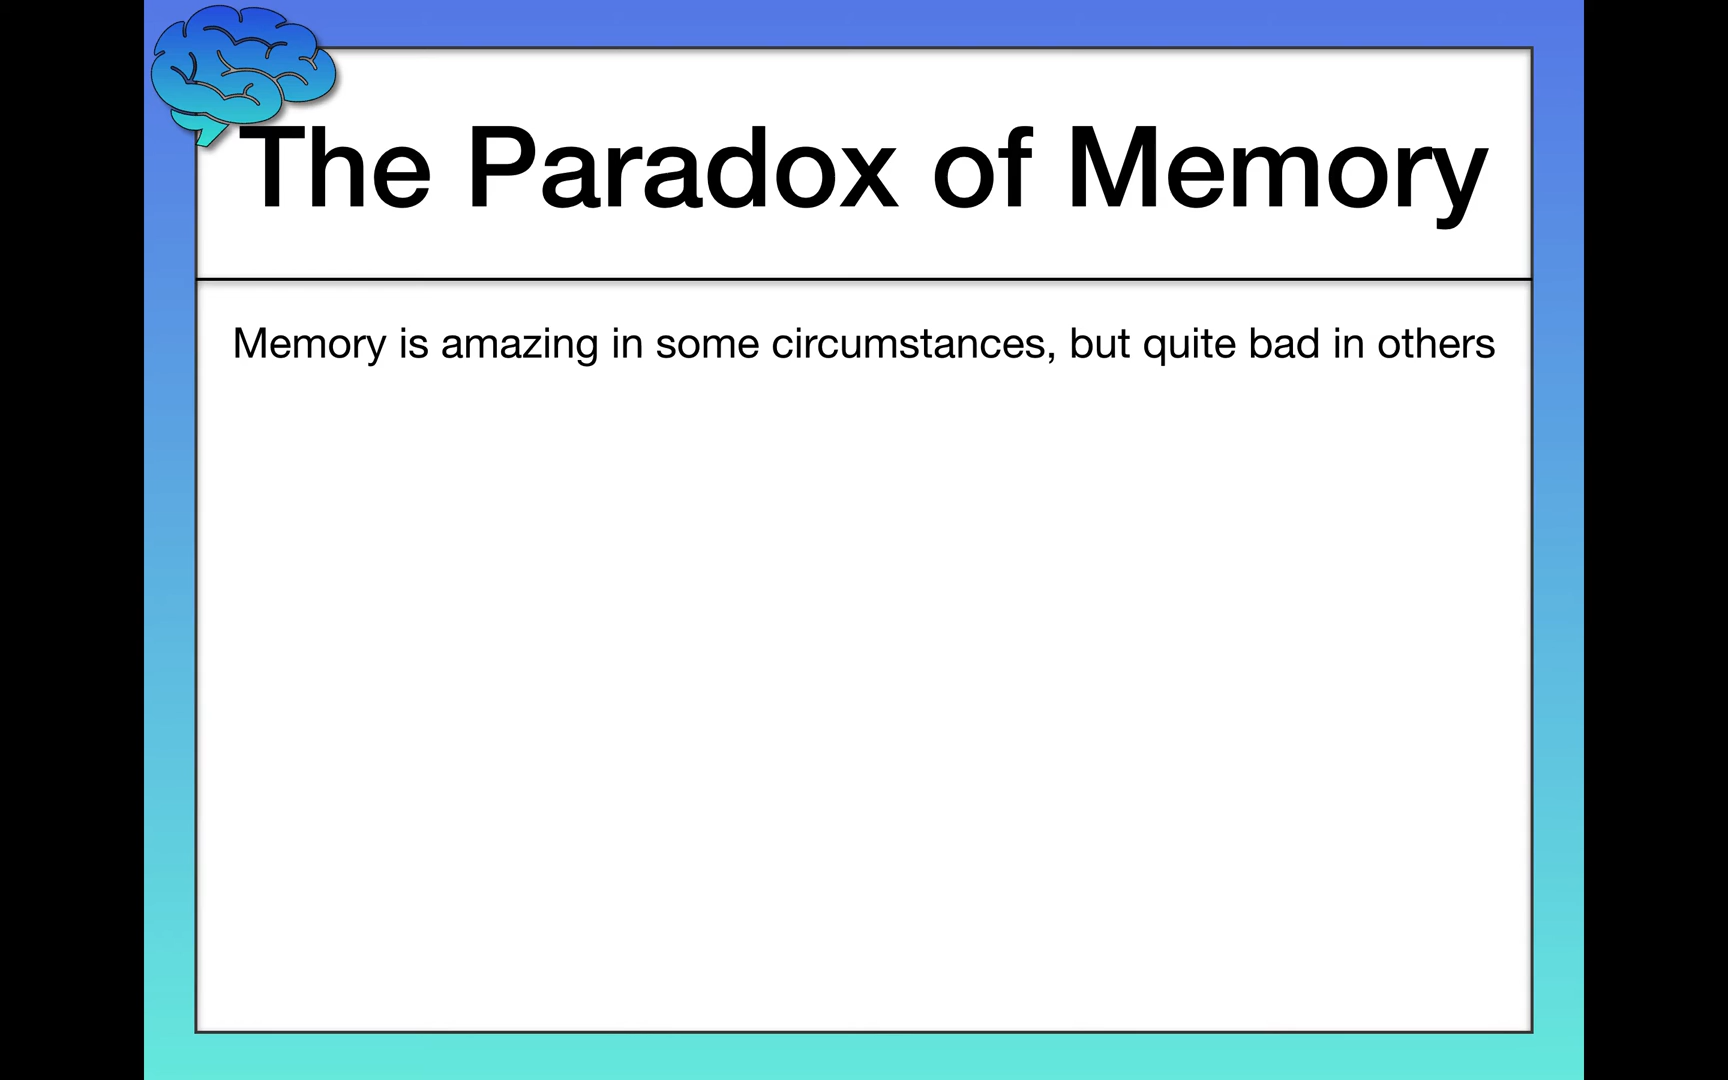 The Paradox of Memory
Memory is amazing in some circumstances, but quite bad in others